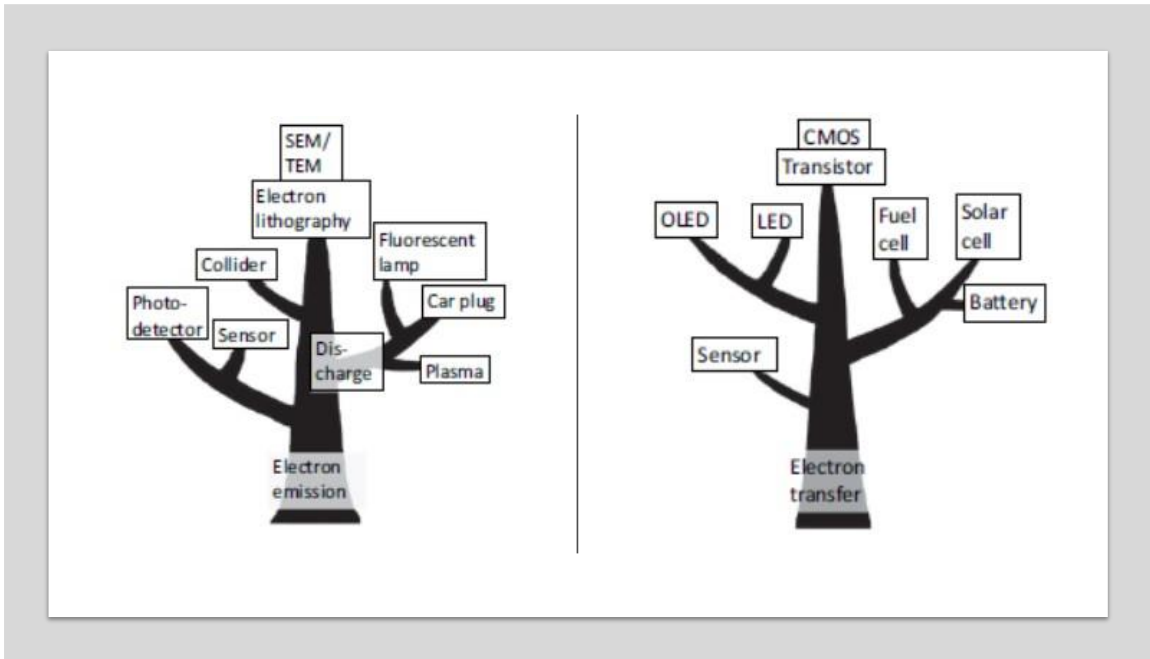 SEM/
TEM
Electron
lithography
Fluorescent
lamp
Collider
Car plug
Photo-
detector
Sensor
Dis-
charge
Plasma
Electron
emission
CMOS
Transistor
OLED
LED
Fuel
cell
Solar
cell
Battery
Sensor
Electron
transfer